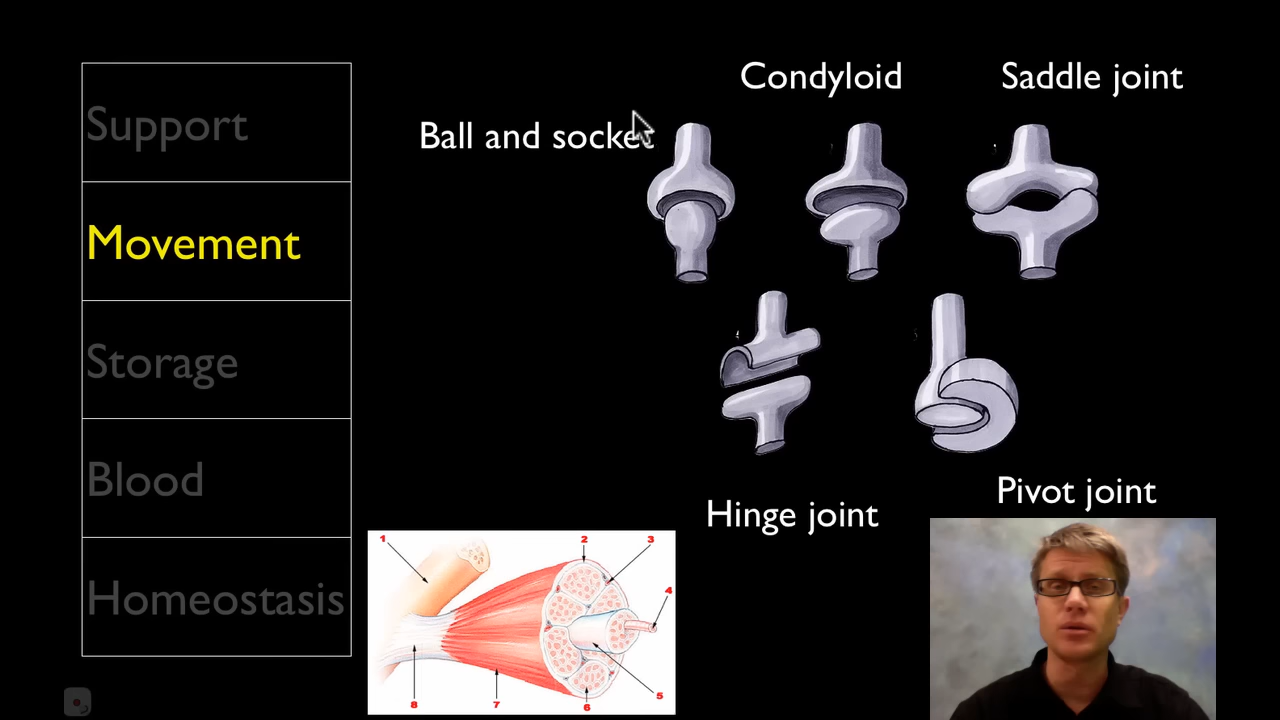 Support
Movement
Storage
Blood
Homeostasis
Ball and socket
Condyloid
Saddle joint
Hinge joint
Pivot joint
1
2
3
4
5
6
7
8